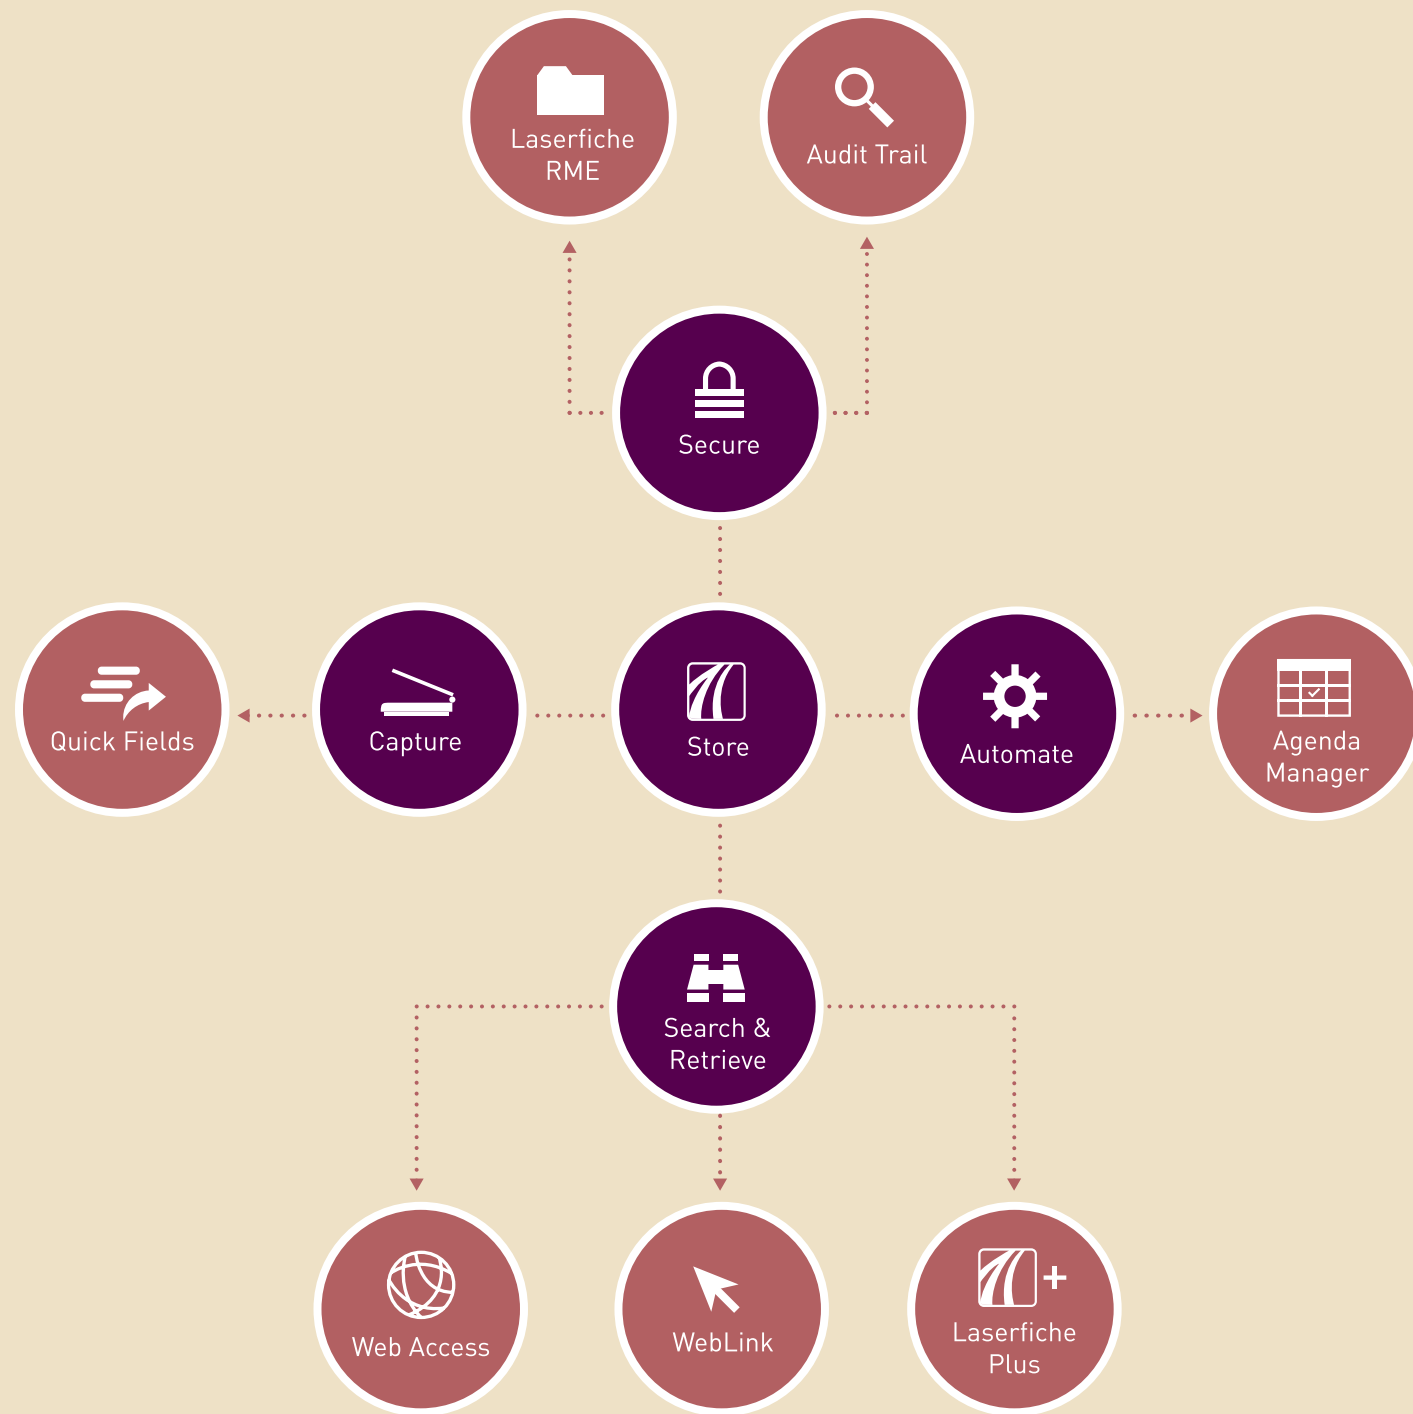 Laserfiche
RME
Audit Trail
Secure
Quick Fields
Capture
Store
Automate
Agenda
Manager
Search &
Retrieve
Web Access
WebLink
Laserfiche
Plus